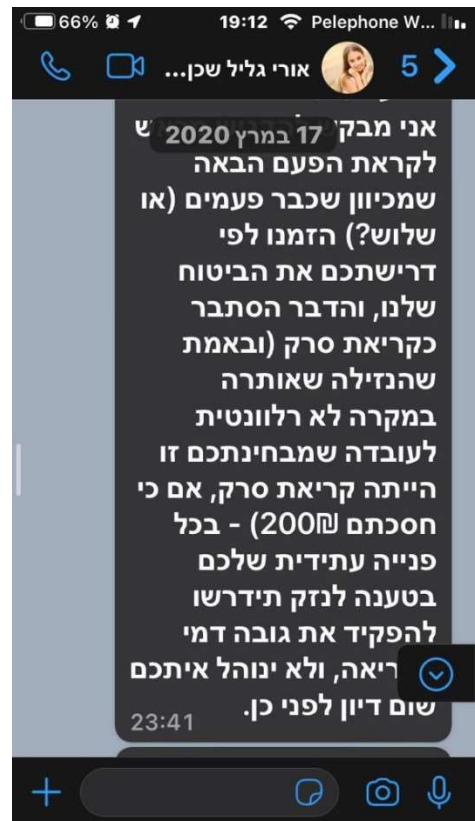 66% 19:12 Pelephone W...
אורי גליל שכן... 5
אני מבק
17 במרץ 2020
לקראת הפעם הבאה
שמכיוון שכבר פעמים (או
שלוש?) הזמנו לפי
דרישתכם את הביטוח
שלנו, והדבר הסתבר
כקריאת סרק (ובאמת
שהנזילה שאותרה
במקרה לא רלוונטית
לעובדה שמבחינתכם זו
הייתה קריאת סרק, אם כי
חסכתם 200₪) - בכל
פנייה עתידית שלכם
בטענה לנזק תידרשו
להפקיד את גובה דמי
ריאה, ולא ינוהל איתכם
שום דיון לפני כן.
23:41